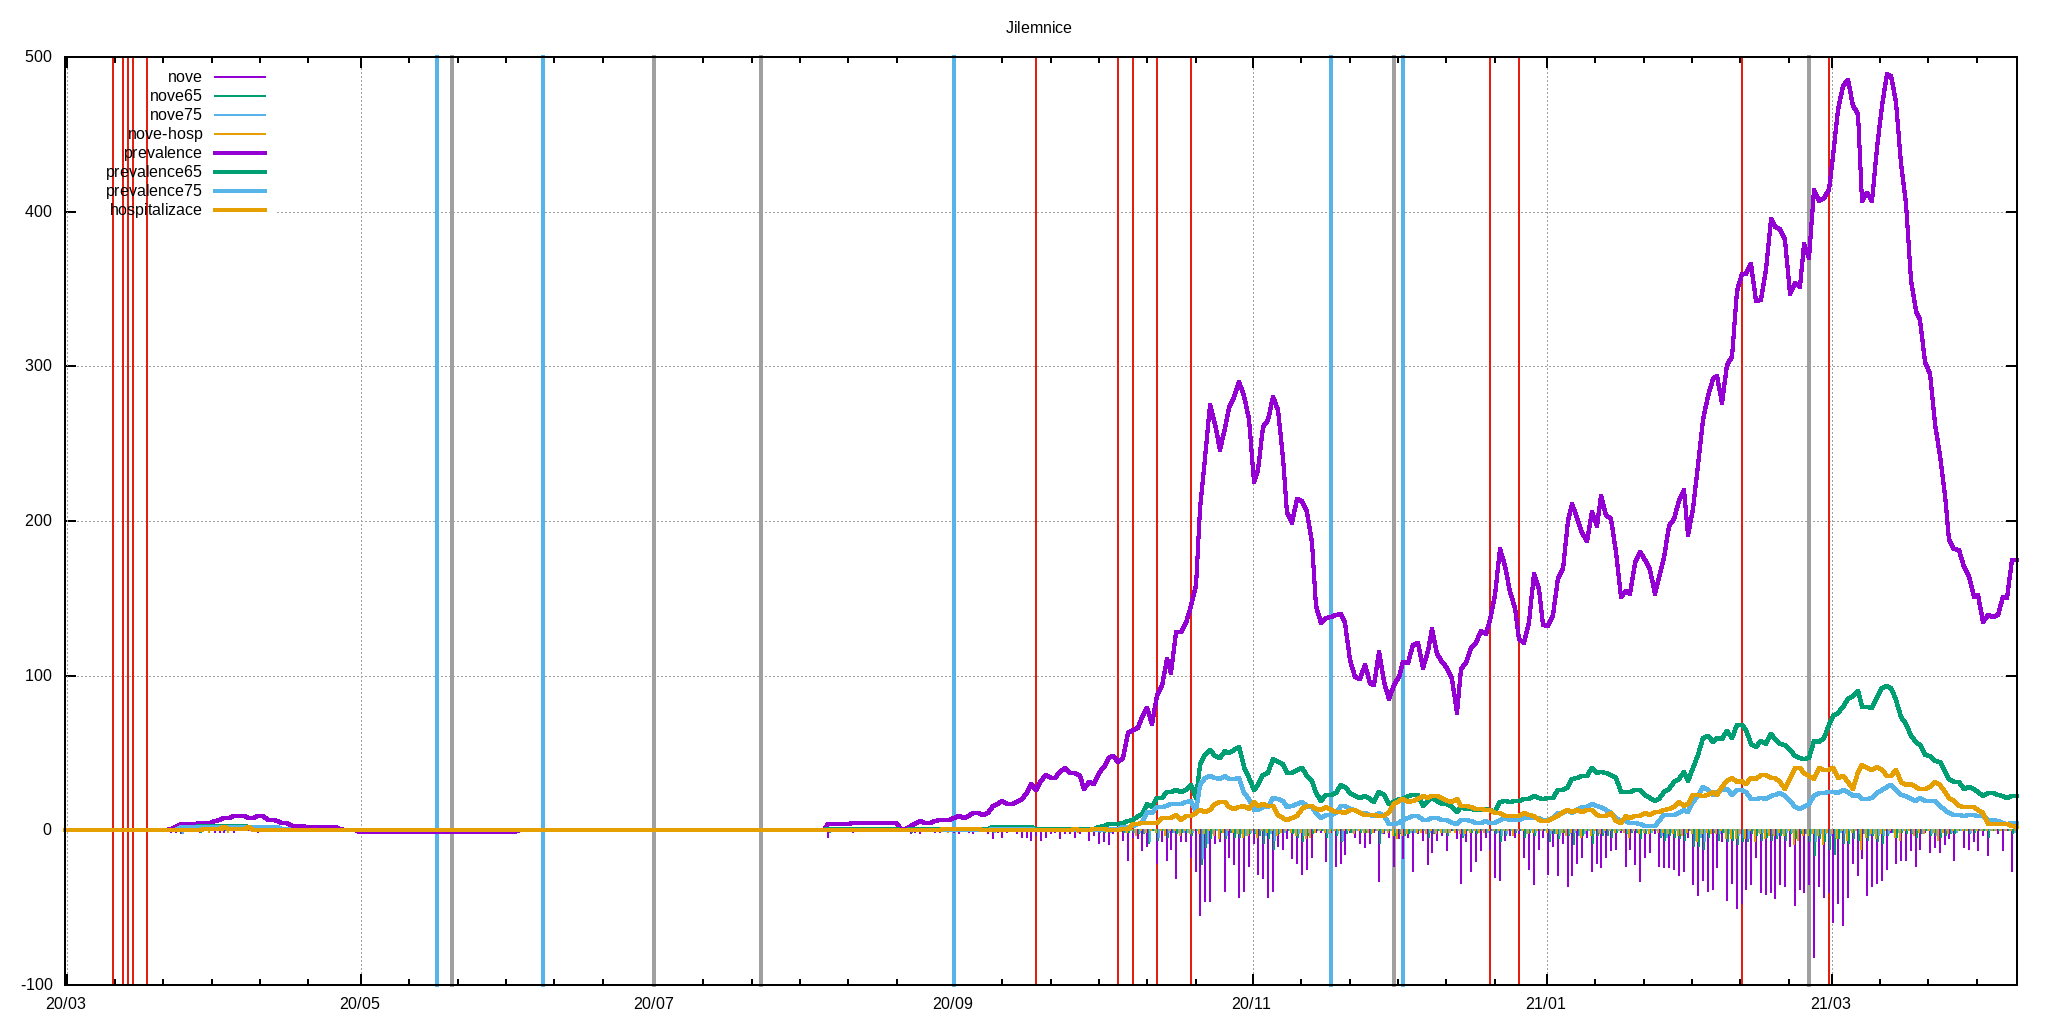 Jilemnice
500
400
300
200
100
0
-100
nove
nove65
nove75
nove-hosp
prevalence
prevalence65
prevalence75
hospitalizace
20/03 20/05 20/07 20/09 20/11 21/01 21/03